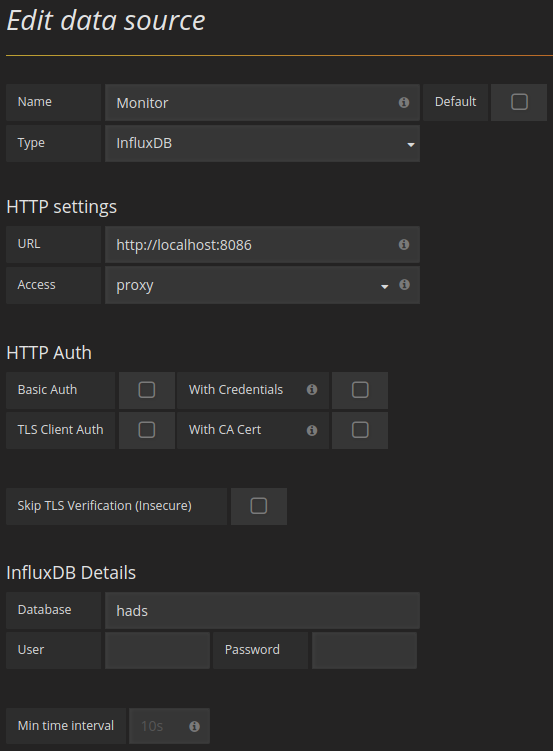 Edit data source
Name Monitor Default
Type InfluxDB
HTTP settings
URL http://localhost:8086
Access proxy
HTTP Auth
Basic Auth With Credentials
TLS Client Auth With CA Cert
Skip TLS Verification (Insecure)
InfluxDB Details
Database hads
User Password
Min time interval 10s